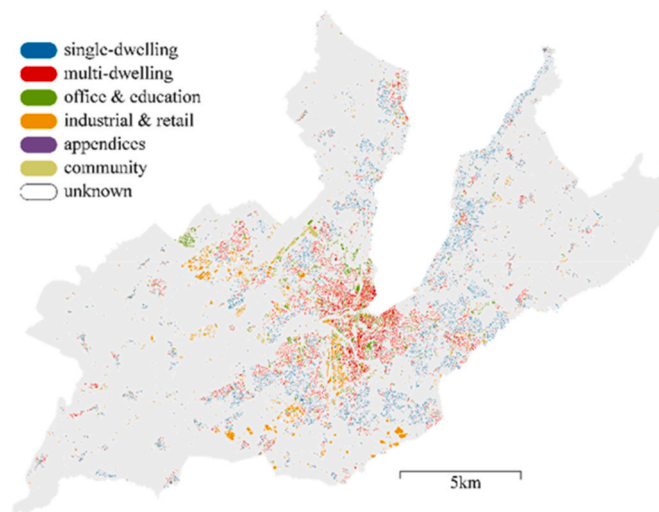 single-dwelling
multi-dwelling
office & education
industrial & retail
appendices
community
unknown
5km